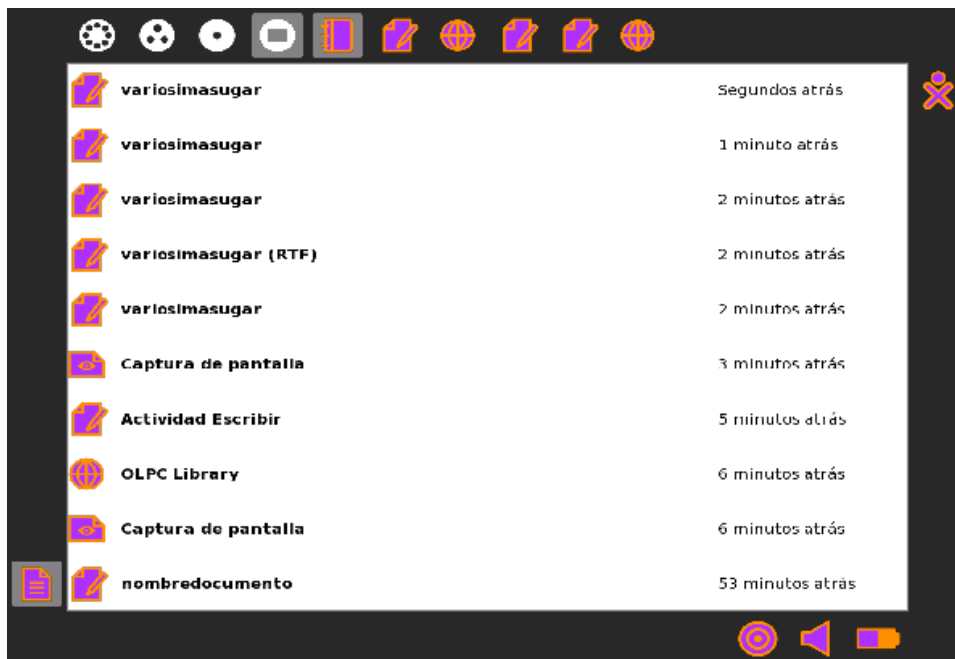 variosimasugar Segundos atrás
variosimasugar 1 minuto atrás
variosimasugar 2 minutos atrás
variosimasugar (RTF) 2 minutos atrás
variosimasugar 2 minutos atrás
Captura de pantalla 3 minutos atrás
Actividad Escribir 5 minutos atrás
OLPC Library 6 minutos atrás
Captura de pantalla 6 minutos atrás
nombredocumento 53 minutos atrás